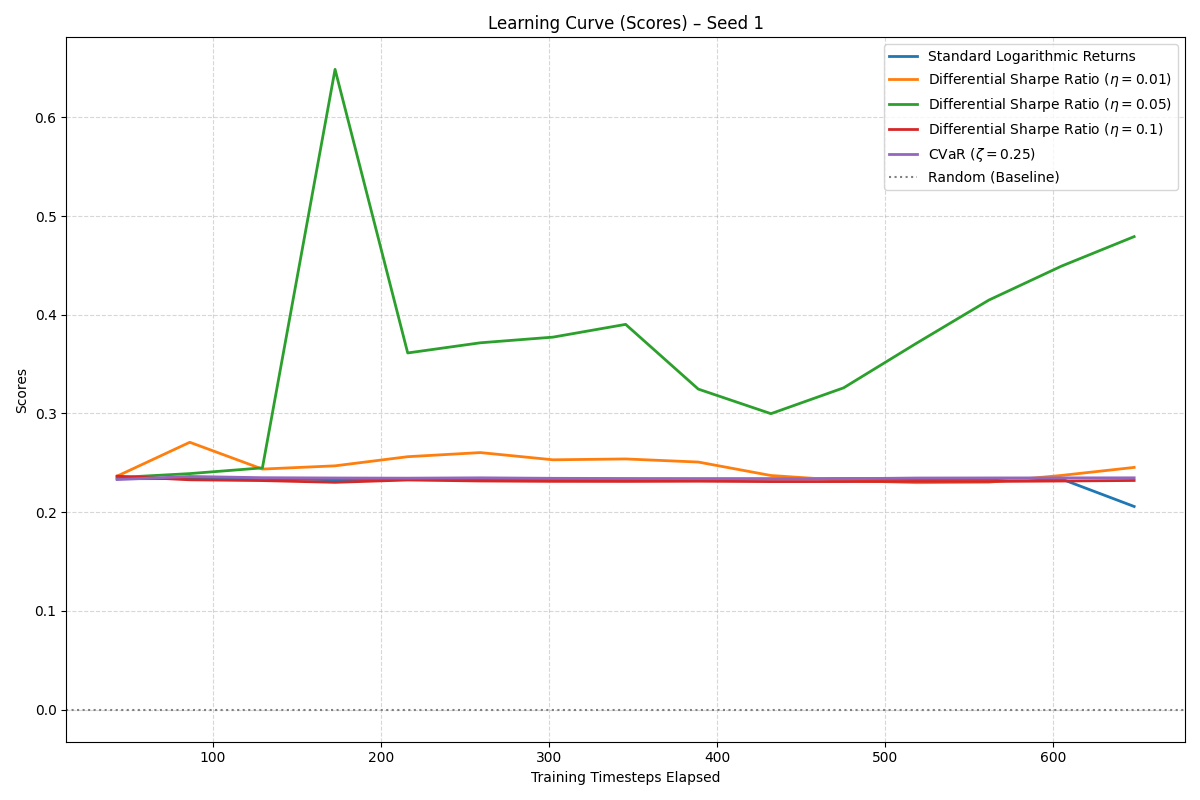 Learning Curve (Scores) – Seed 1
Standard Logarithmic Returns
Differential Sharpe Ratio (η = 0.01)
Differential Sharpe Ratio (η = 0.05)
Differential Sharpe Ratio (η = 0.1)
CVaR (ζ = 0.25)
Random (Baseline)
Scores
0.6
0.5
0.4
0.3
0.2
0.1
0.0
100 200 300 400 500 600
Training Timesteps Elapsed